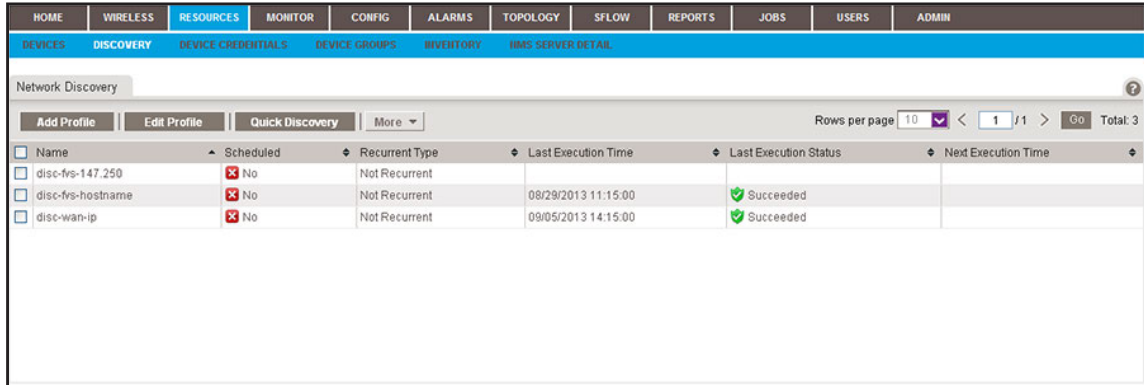 HOME WIRELESS RESOURCES MONITOR CONFIG ALARMS TOPOLOGY SFLOW REPORTS JOBS USERS ADMIN
DEVICES DISCOVERY DEVICE CREDENTIALS DEVICE GROUPS INVENTORY NMS SERVER DETAIL
Network Discovery ?
Add Profile Edit Profile Quick Discovery More Rows per page 10 < 1 /1 > Go Total: 3
Name Scheduled Recurrent Type Last Execution Time Last Execution Status Next Execution Time
disc-fvs-147.250 No Not Recurrent
disc-fvs-hostname No Not Recurrent 08/29/2013 11:15:00 Succeeded
disc-wan-ip No Not Recurrent 09/05/2013 14:15:00 Succeeded